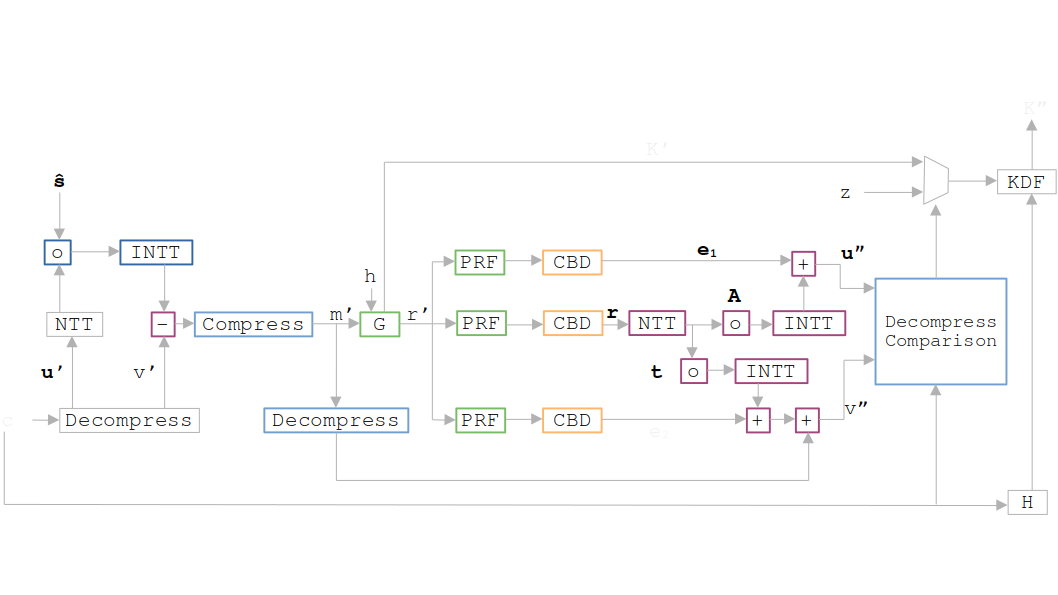 K”
K’
KDF
ŝ
z
o
INTT
h
PRF
CBD
e₁
+
u”
NTT
−
Compress
m’
G
r’
PRF
CBD
r
NTT
A
o
INTT
Decompress
Comparison
u’
v’
t
o
INTT
c
Decompress
Decompress
PRF
CBD
e₂
+
+
v”
H